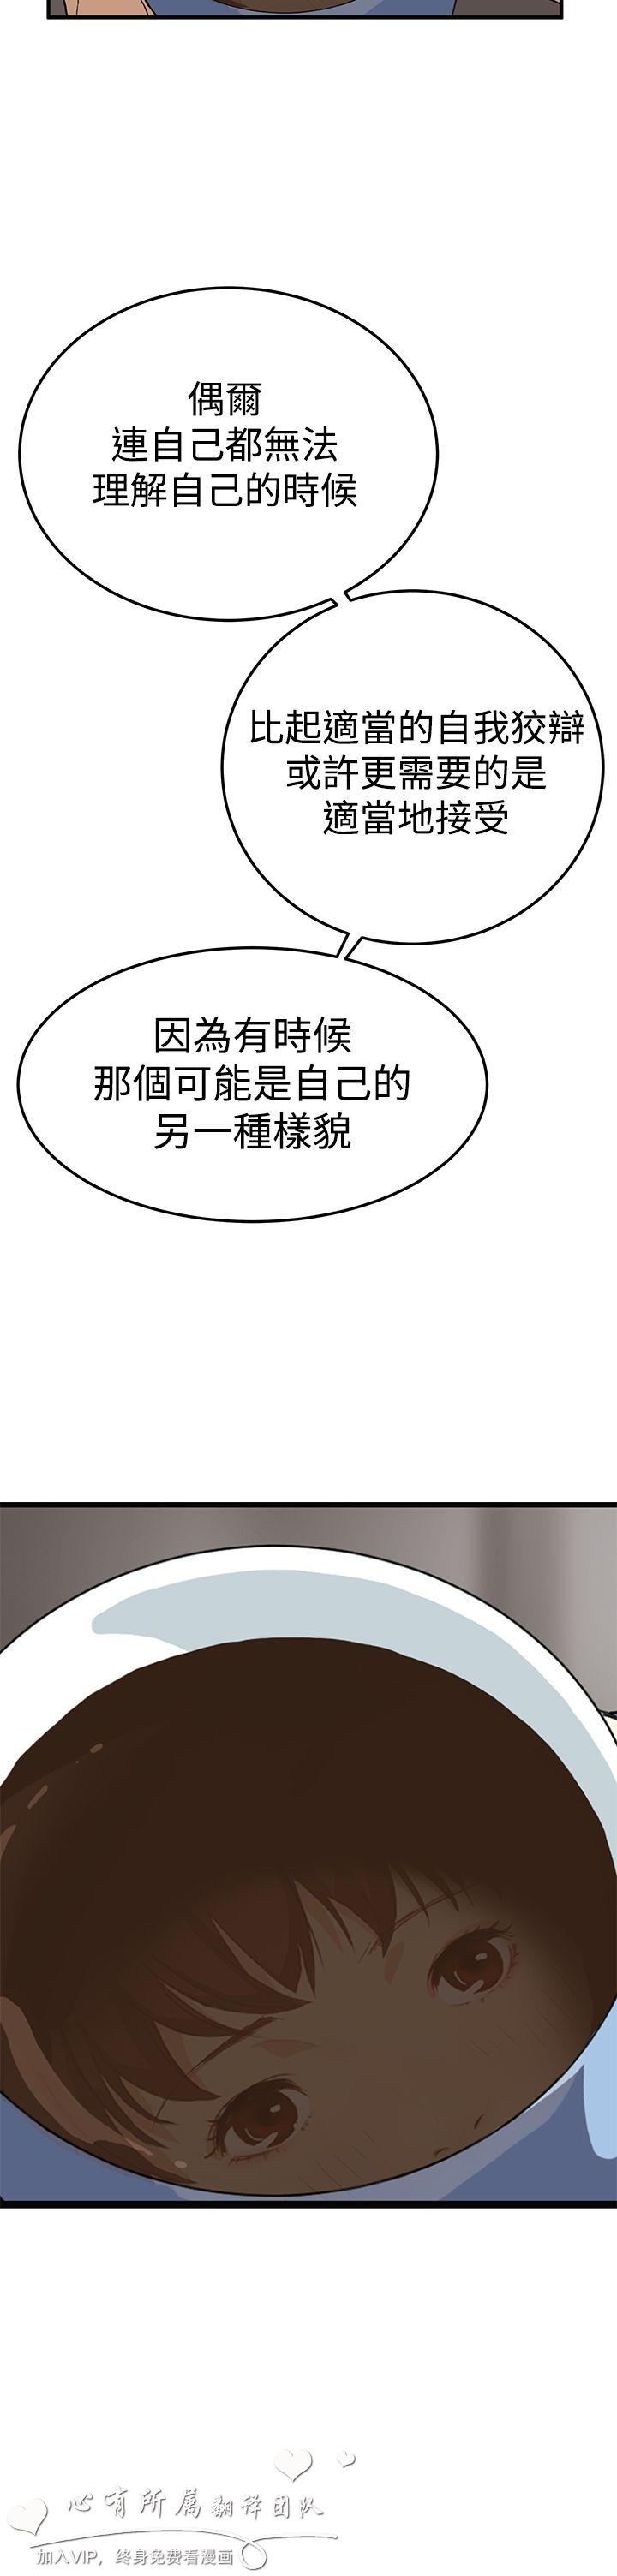 偶爾
連自己都無法
理解自己的時候
比起適當的自我狡辯
或許更需要的是
適當地接受
因為有時候
那個可能是自己的
另一種樣貌
心有所属翻译团队
加入VIP，终身免费看漫画